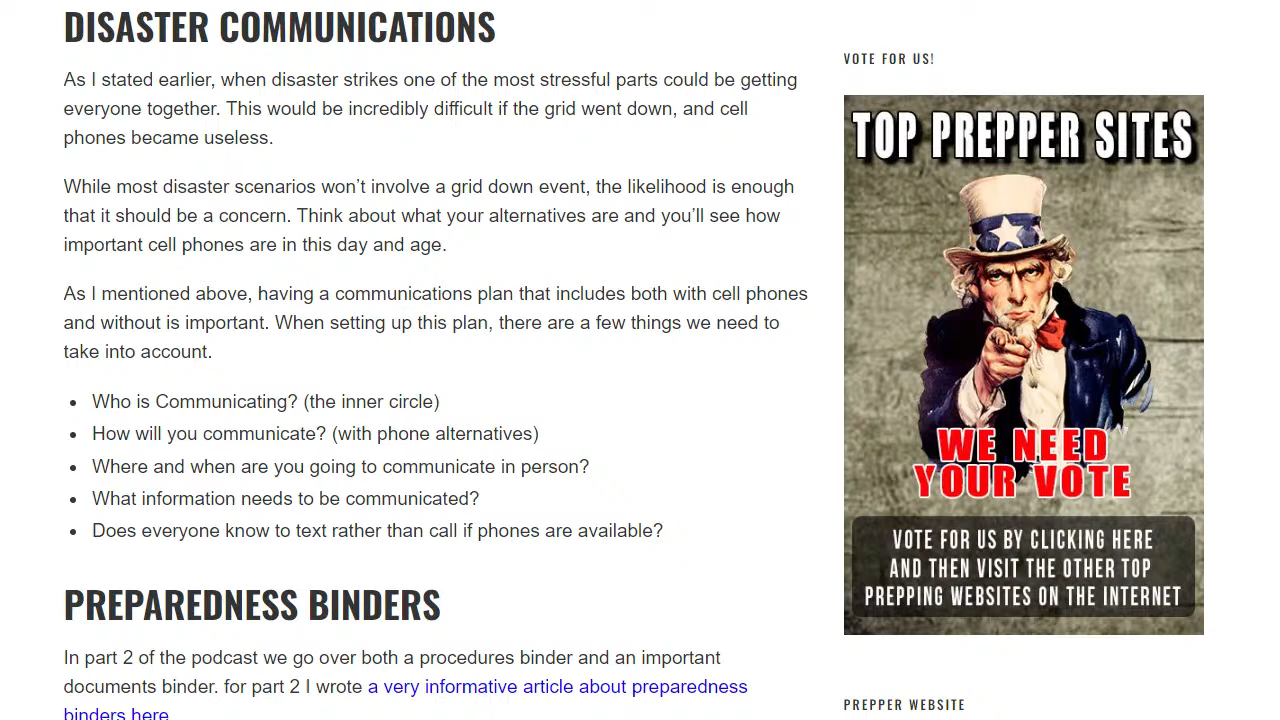 DISASTER COMMUNICATIONS
As I stated earlier, when disaster strikes one of the most stressful parts could be getting
everyone together. This would be incredibly difficult if the grid went down, and cell
phones became useless.
While most disaster scenarios won’t involve a grid down event, the likelihood is enough
that it should be a concern. Think about what your alternatives are and you’ll see how
important cell phones are in this day and age.
As I mentioned above, having a communications plan that includes both with cell phones
and without is important. When setting up this plan, there are a few things we need to
take into account.
• Who is Communicating? (the inner circle)
• How will you communicate? (with phone alternatives)
• Where and when are you going to communicate in person?
• What information needs to be communicated?
• Does everyone know to text rather than call if phones are available?
PREPAREDNESS BINDERS
In part 2 of the podcast we go over both a procedures binder and an important
documents binder. for part 2 I wrote a very informative article about preparedness
binders here
VOTE FOR US!
TOP PREPPER SITES
WE NEED
YOUR VOTE
VOTE FOR US BY CLICKING HERE
AND THEN VISIT THE OTHER TOP
PREPPING WEBSITES ON THE INTERNET
PREPPER WEBSITE